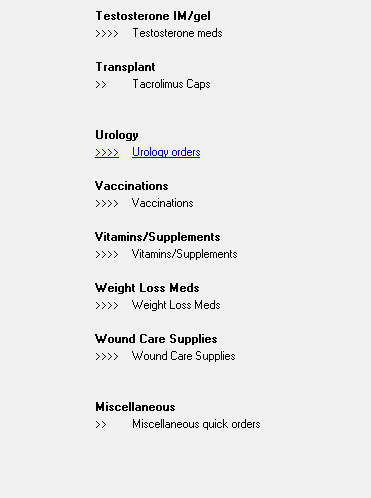 Testosterone IM/gel
>>>> Testosterone meds
Transplant
>> Tacrolimus Caps
Urology
>>>> Urology orders
Vaccinations
>>>> Vaccinations
Vitamins/Supplements
>>>> Vitamins/Supplements
Weight Loss Meds
>>>> Weight Loss Meds
Wound Care Supplies
>>>> Wound Care Supplies
Miscellaneous
>> Miscellaneous quick orders